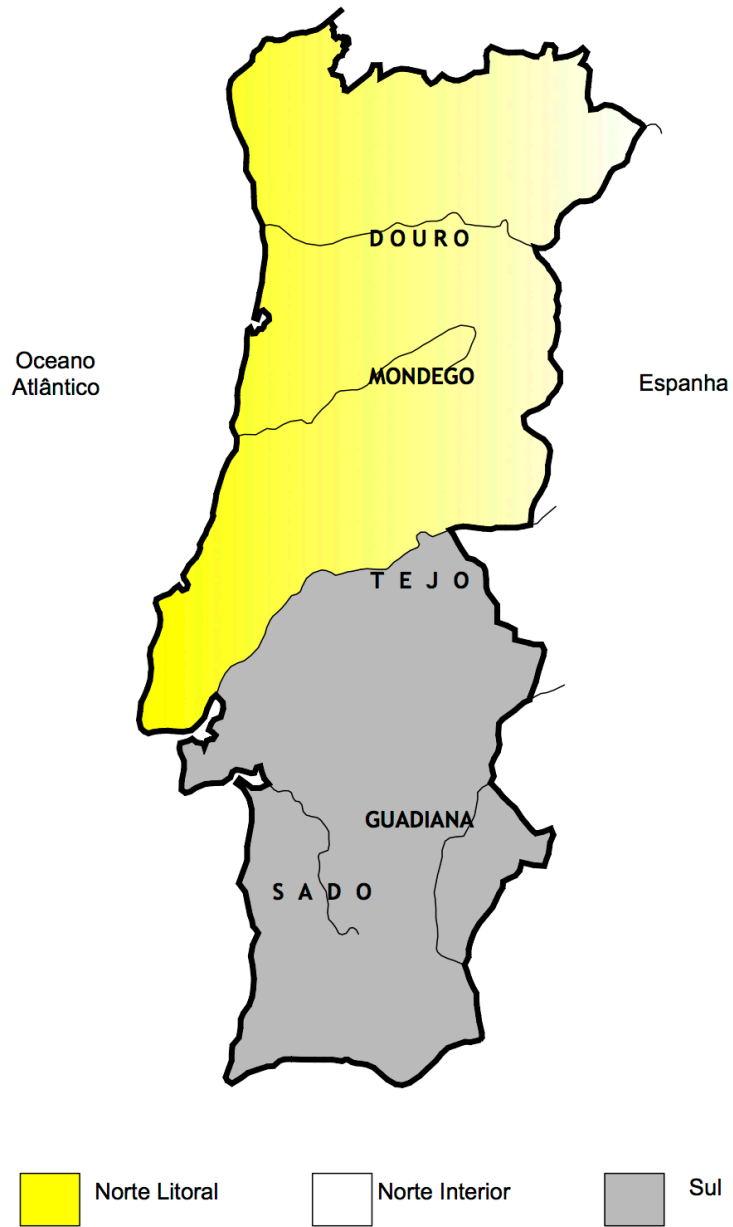 DOURO
Oceano
Atlântico
MONDEGO
Espanha
TEJO
GUADIANA
SADO
Norte Litoral
Norte Interior
Sul